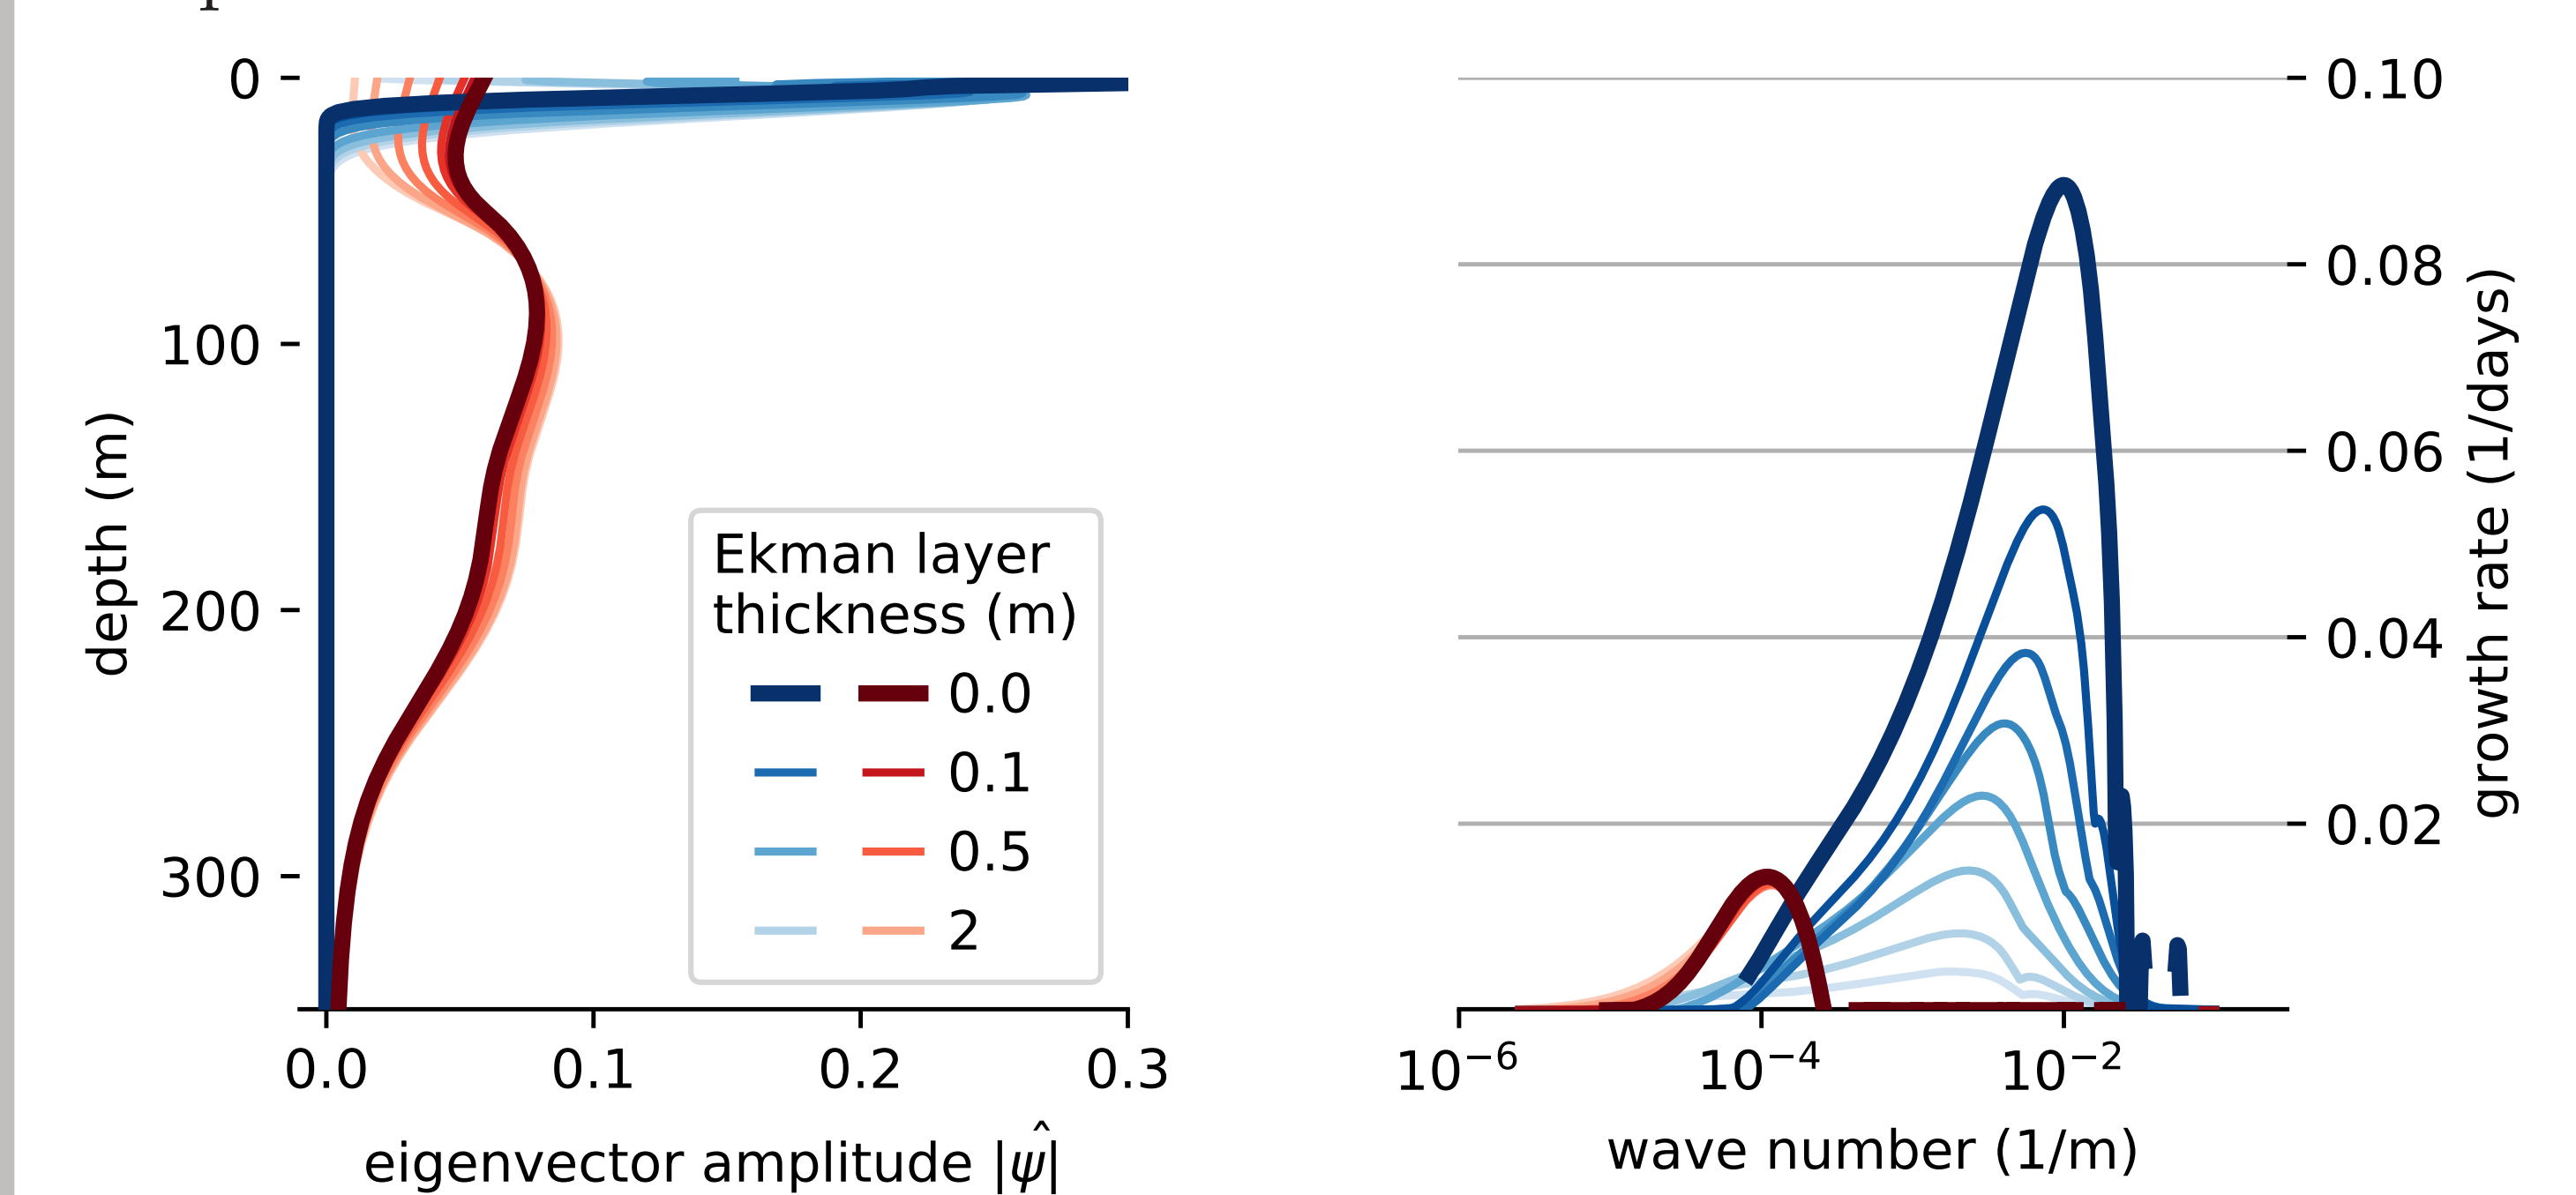 0
100
200
300
depth (m)
0.0 0.1 0.2 0.3
eigenvector amplitude |ψ̂|
Ekman layer
thickness (m)
0.0
0.1
0.5
2
0.10
0.08
0.06
0.04
0.02
growth rate (1/days)
10⁻⁶ 10⁻⁴ 10⁻²
wave number (1/m)